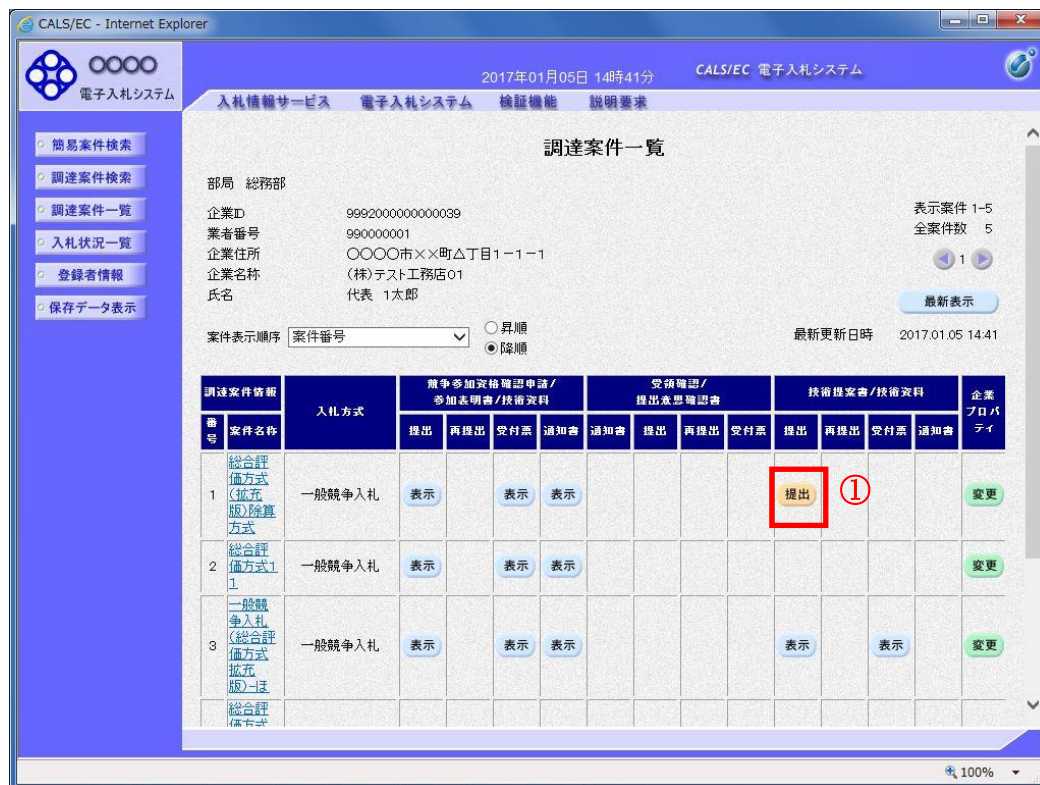 CALS/EC - Internet Explorer
〇〇〇〇
電子入札システム
2017年01月05日 14時41分
CALS/EC 電子入札システム
入札情報サービス 電子入札システム 検証機能 説明要求
簡易案件検索
調達案件検索
調達案件一覧
入札状況一覧
登録者情報
保存データ表示
調達案件一覧
部局 総務部
企業ID 9992000000000039
業者番号 990000001
企業住所 〇〇〇〇市××町△丁目1-1-1
企業名称 (株)テスト工務店01
氏名 代表 1太郎
表示案件 1-5
全案件数 5
1
最新表示
案件表示順序 案件番号
昇順
降順
最新更新日時 2017.01.05 14:41
調達案件情報
入札方式
競争参加資格確認申請/
参加表明書/技術資料
受領確認/
提出意思確認書
技術提案書/技術資料
企業
プロパ
ティ
番
号
案件名称
提出 再提出 受付票 通知書 通知書 提出 再提出 受付票 提出 再提出 受付票 通知書
総合評
価方式
(拡充
版)除算
方式
1 一般競争入札 表示 表示 表示 提出 ① 変更
総合評
価方式1
1
2 一般競争入札 表示 表示 表示 変更
一般競
争入札
(総合評
価方式
拡充
版)-ほ
3 一般競争入札 表示 表示 表示 表示 表示 変更
総合評
価方式
100%